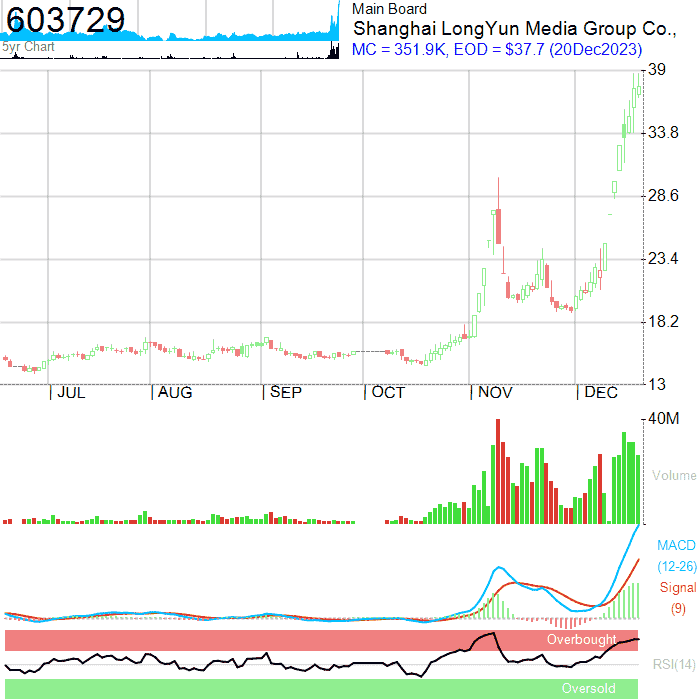 603729
5yr Chart
Main Board
Shanghai LongYun Media Group Co.,
MC = 351.9K, EOD = $37.7 (20Dec2023)
39
33.8
28.6
23.4
18.2
13
JUL AUG SEP OCT NOV DEC
40M
Volume
MACD
(12-26)
Signal
(9)
Overbought
RSI(14)
Oversold